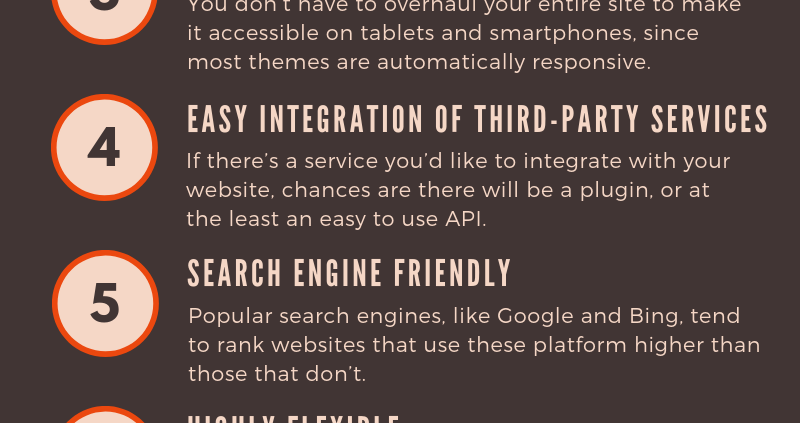 3
You don't have to overhaul your entire site to make
it accessible on tablets and smartphones, since
most themes are automatically responsive.
4
EASY INTEGRATION OF THIRD-PARTY SERVICES
If there's a service you'd like to integrate with your
website, chances are there will be a plugin, or at
the least an easy to use API.
5
SEARCH ENGINE FRIENDLY
Popular search engines, like Google and Bing, tend
to rank websites that use these platform higher than
those that don't.
HIGHLY FLEXIBLE